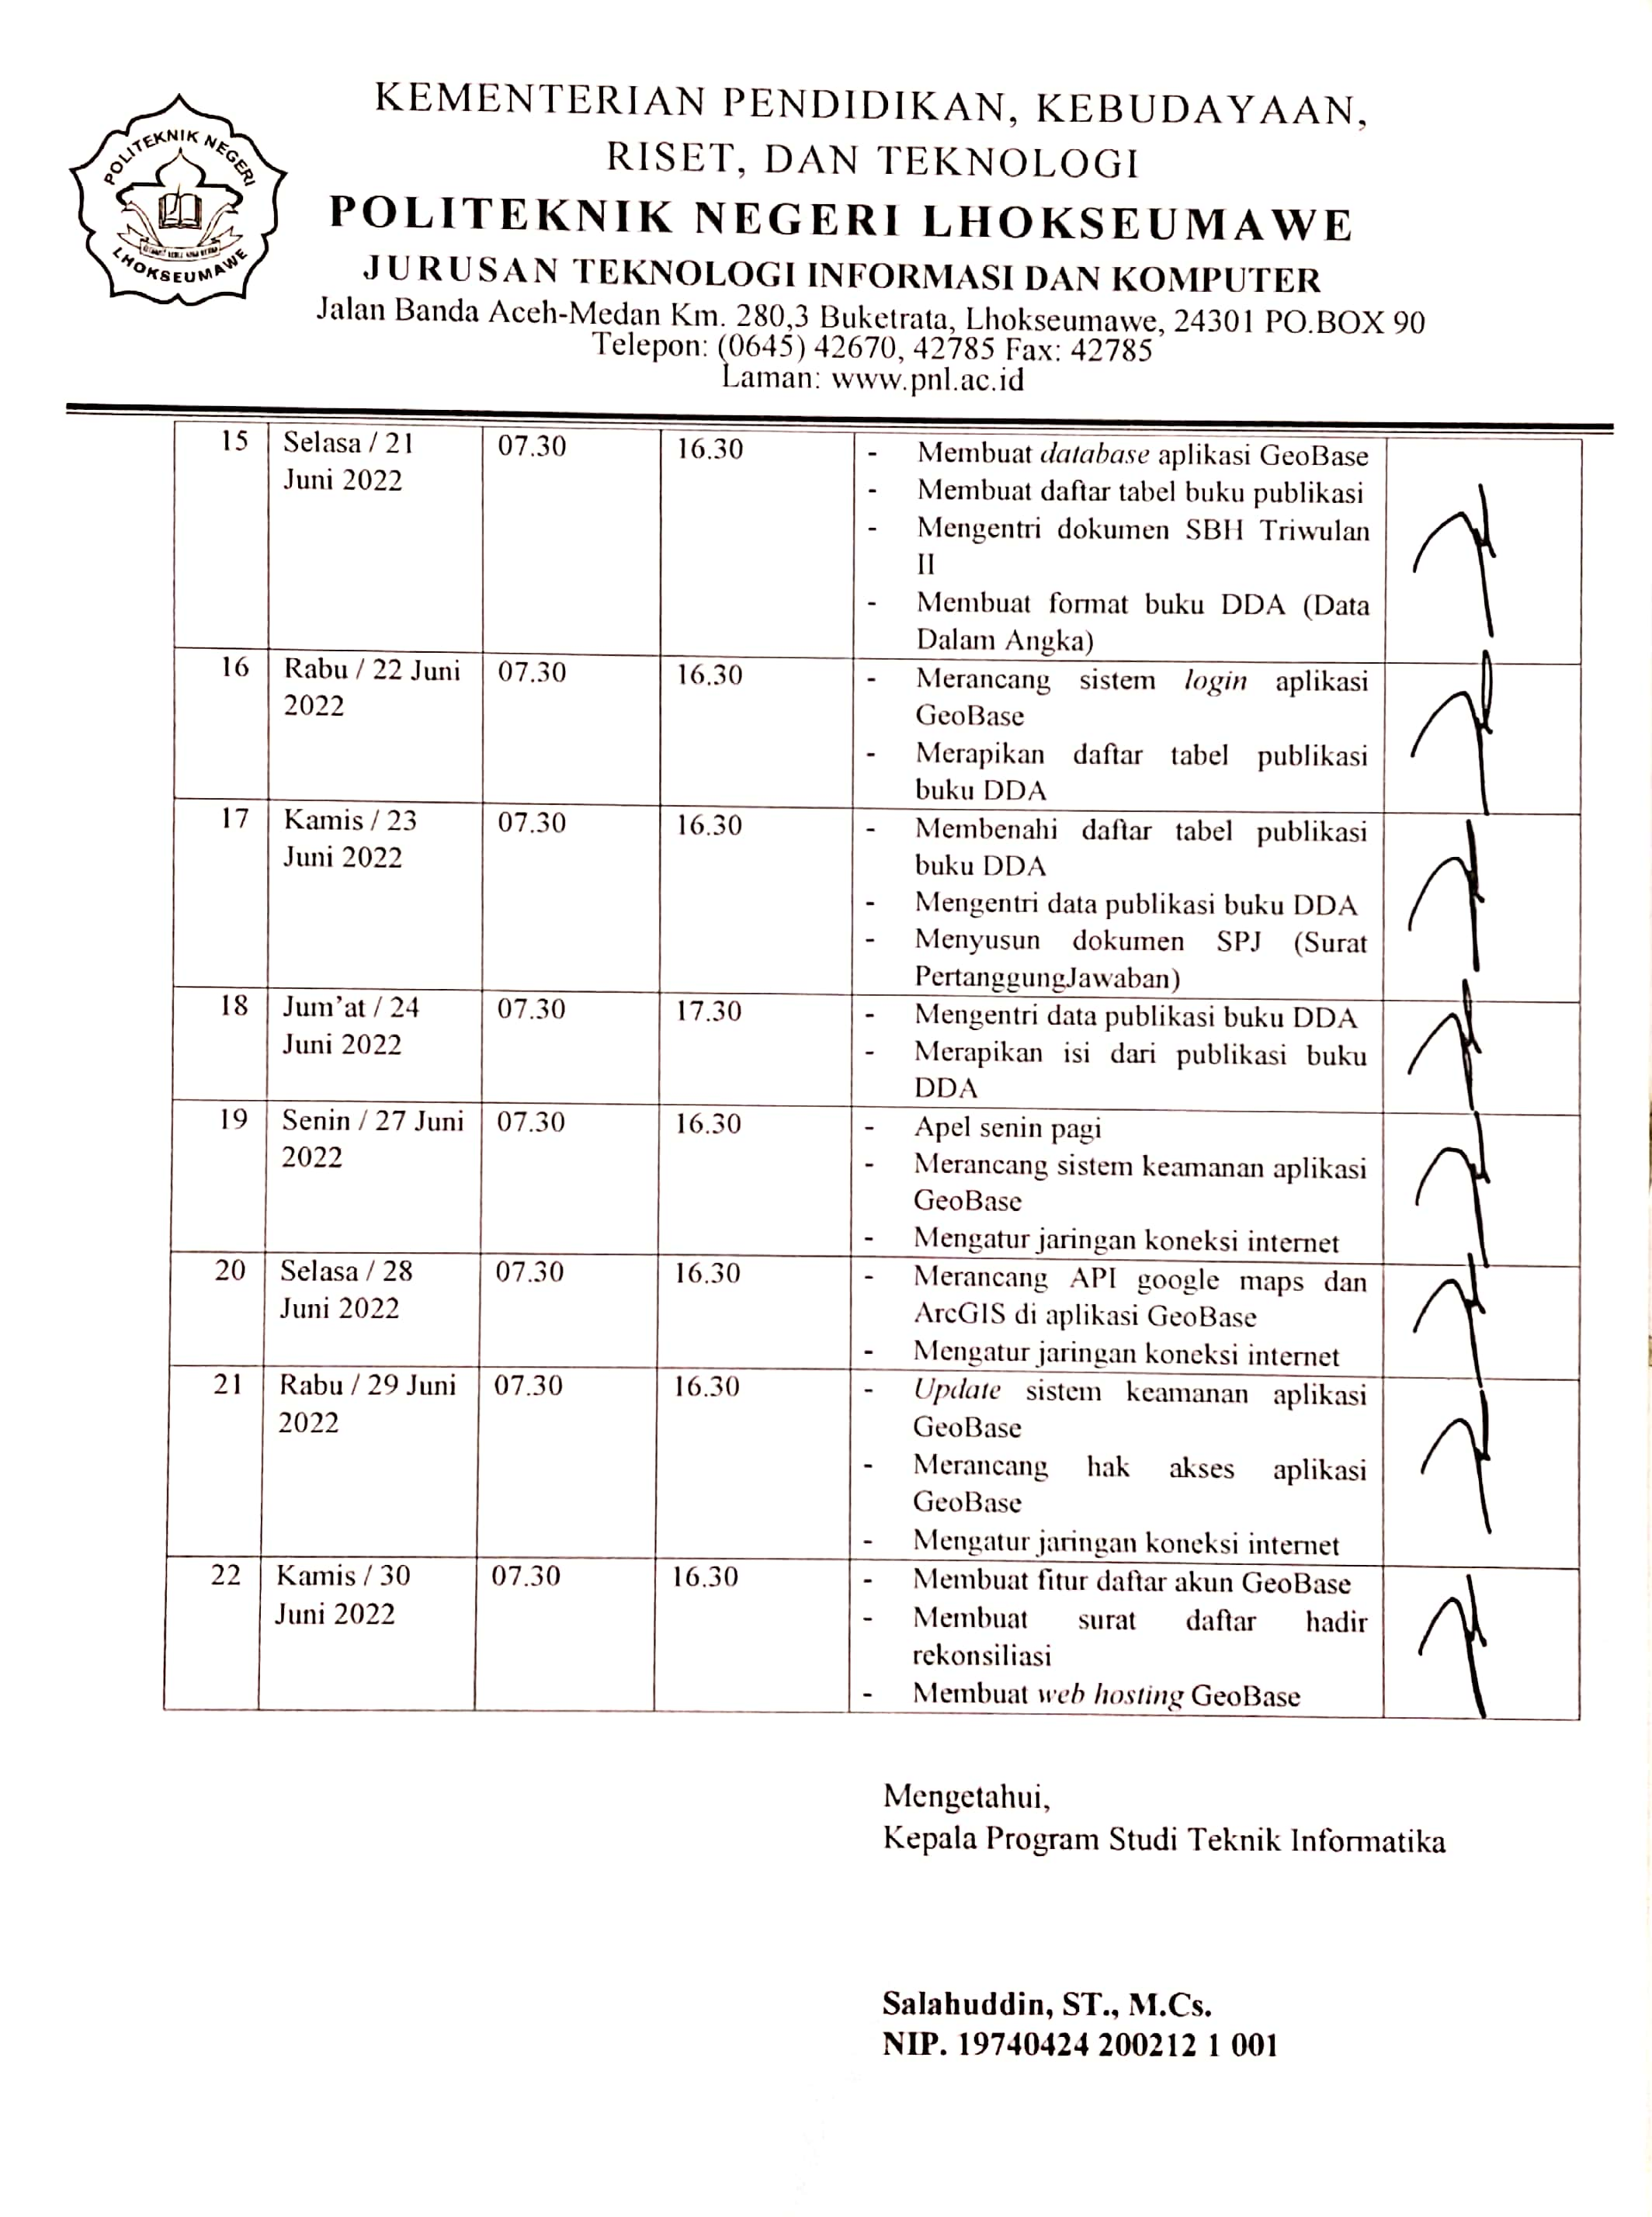 POLITEKNIK NEGERI
LHOKSEUMAWE
KEMENTERIAN PENDIDIKAN, KEBUDAYAAN,
RISET, DAN TEKNOLOGI
POLITEKNIK NEGERI LHOKSEUMAWE
JURUSAN TEKNOLOGI INFORMASI DAN KOMPUTER
Jalan Banda Aceh-Medan Km. 280,3 Buketrata, Lhokseumawe, 24301 PO.BOX 90
Telepon: (0645) 42670, 42785 Fax: 42785
Laman: www.pnl.ac.id
15 Selasa / 21 07.30 16.30 - Membuat database aplikasi GeoBase
Juni 2022 - Membuat daftar tabel buku publikasi
- Mengentri dokumen SBH Triwulan
II
- Membuat format buku DDA (Data
Dalam Angka)
16 Rabu / 22 Juni 07.30 16.30 - Merancang sistem login aplikasi
2022 GeoBase
- Merapikan daftar tabel publikasi
buku DDA
17 Kamis / 23 07.30 16.30 - Membenahi daftar tabel publikasi
Juni 2022 buku DDA
- Mengentri data publikasi buku DDA
- Menyusun dokumen SPJ (Surat
PertanggungJawaban)
18 Jum'at / 24 07.30 17.30 - Mengentri data publikasi buku DDA
Juni 2022 - Merapikan isi dari publikasi buku
DDA
19 Senin / 27 Juni 07.30 16.30 - Apel senin pagi
2022 - Merancang sistem keamanan aplikasi
GeoBase
- Mengatur jaringan koneksi internet
20 Selasa / 28 07.30 16.30 - Merancang API google maps dan
Juni 2022 ArcGIS di aplikasi GeoBase
- Mengatur jaringan koneksi internet
21 Rabu / 29 Juni 07.30 16.30 - Update sistem keamanan aplikasi
2022 GeoBase
- Merancang hak akses aplikasi
GeoBase
- Mengatur jaringan koneksi internet
22 Kamis / 30 07.30 16.30 - Membuat fitur daftar akun GeoBase
Juni 2022 - Membuat surat daftar hadir
rekonsiliasi
- Membuat web hosting GeoBase
Mengetahui,
Kepala Program Studi Teknik Informatika
Salahuddin, ST., M.Cs.
NIP. 19740424 200212 1 001